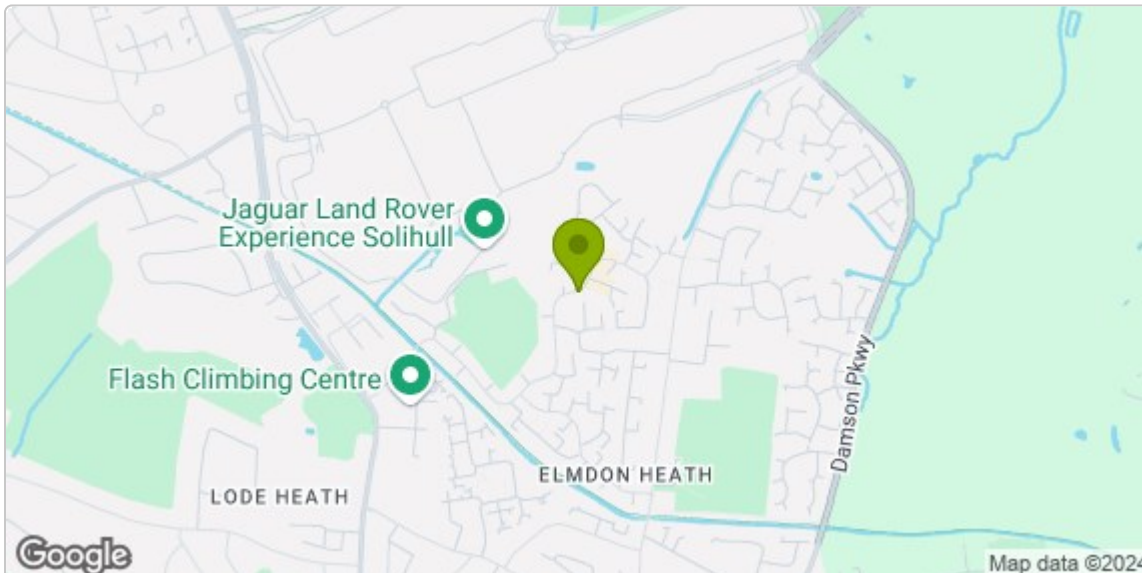 Jaguar Land Rover
Experience Solihull
Flash Climbing Centre
Damson Pkwy
ELMDON HEATH
LODE HEATH
Google
Map data ©2024